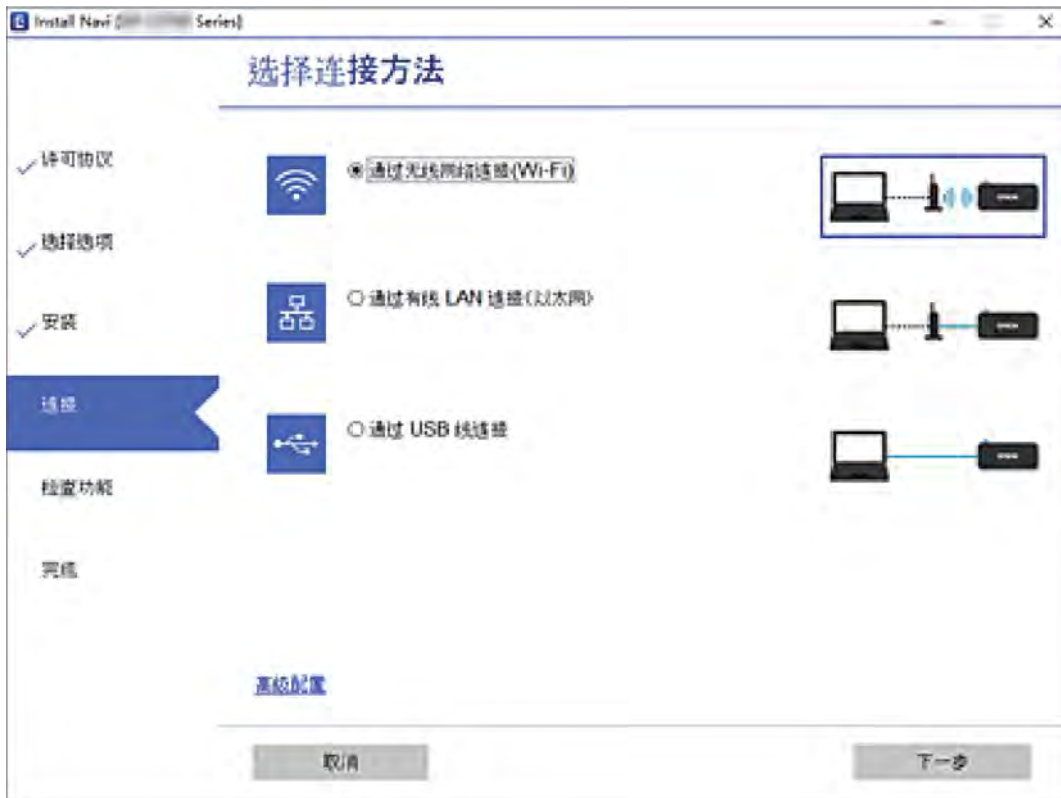 Install Navi ( Series)
选择连接方法
许可协议
选择选项
安装
连接
检查功能
完成
通过无线网络连接(Wi-Fi)
通过有线 LAN 连接(以太网)
通过 USB 线连接
高级配置
取消
下一步